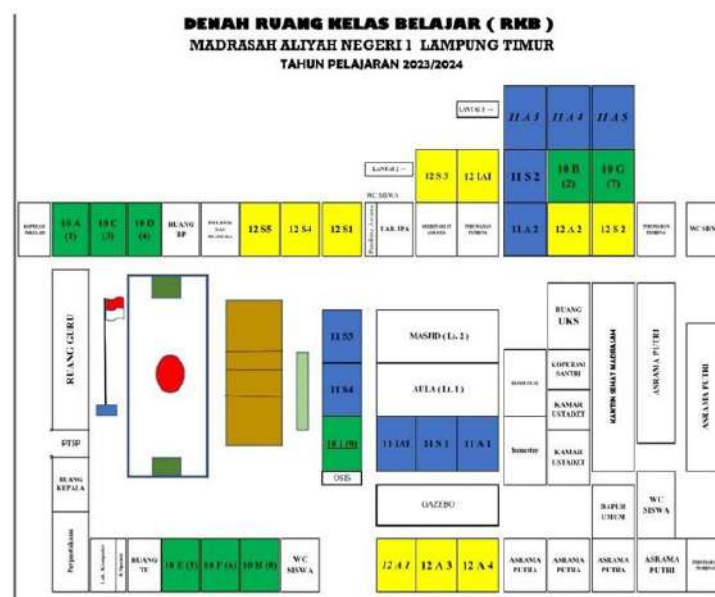 DENAH RUANG KELAS BELAJAR ( RKB )
MADRASAH ALIYAH NEGERI 1 LAMPUNG TIMUR
TAHUN PELAJARAN 2023/2024
11 A 3
11 A 4
11 A 5
12 S 3
12 IAI
11 S 2
10 B
(2)
10 G
(7)
WC SISWA
10 A
(1)
10 C
(3)
10 D
(4)
RUANG
BP
12 S5
12 S4
12 S1
LAB. IPA
11 A 2
12 A 2
12 S 2
RUANG GURU
11 S3
11 S4
MASJID ( Lt. 2 )
AULA ( Lt. 1 )
11 IAI
11 S 1
11 A 1
RUANG
UKS
KOPERASI
SANTRI
KAMAR
USTADZT
KAMAR
USTADZT
KANTIN SEHAT MADRASAH
ASRAMA PUTRI
ASRAMA PUTRI
PTSP
RUANG
KEPALA
OSIS
GAZEBO
DAPUR
UMUM
WC
SISWA
Perpustakaan
RUANG
TU
10 E (5)
10 F (6)
10 H (8)
WC
SISWA
12 A 1
12 A 3
12 A 4
ASRAMA
PUTRA
ASRAMA
PUTRA
ASRAMA
PUTRA
ASRAMA
PUTRI